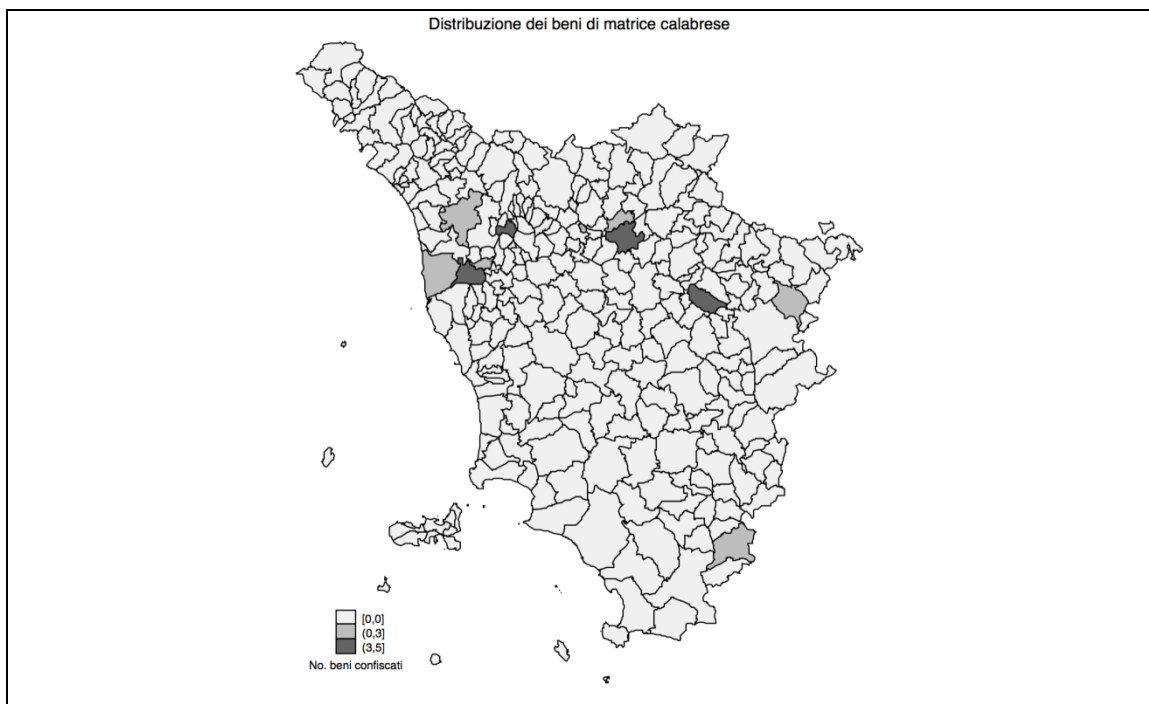 Distribuzione dei beni di matrice calabrese
[0,0]
(0,3]
(3,5]
No. beni confiscati